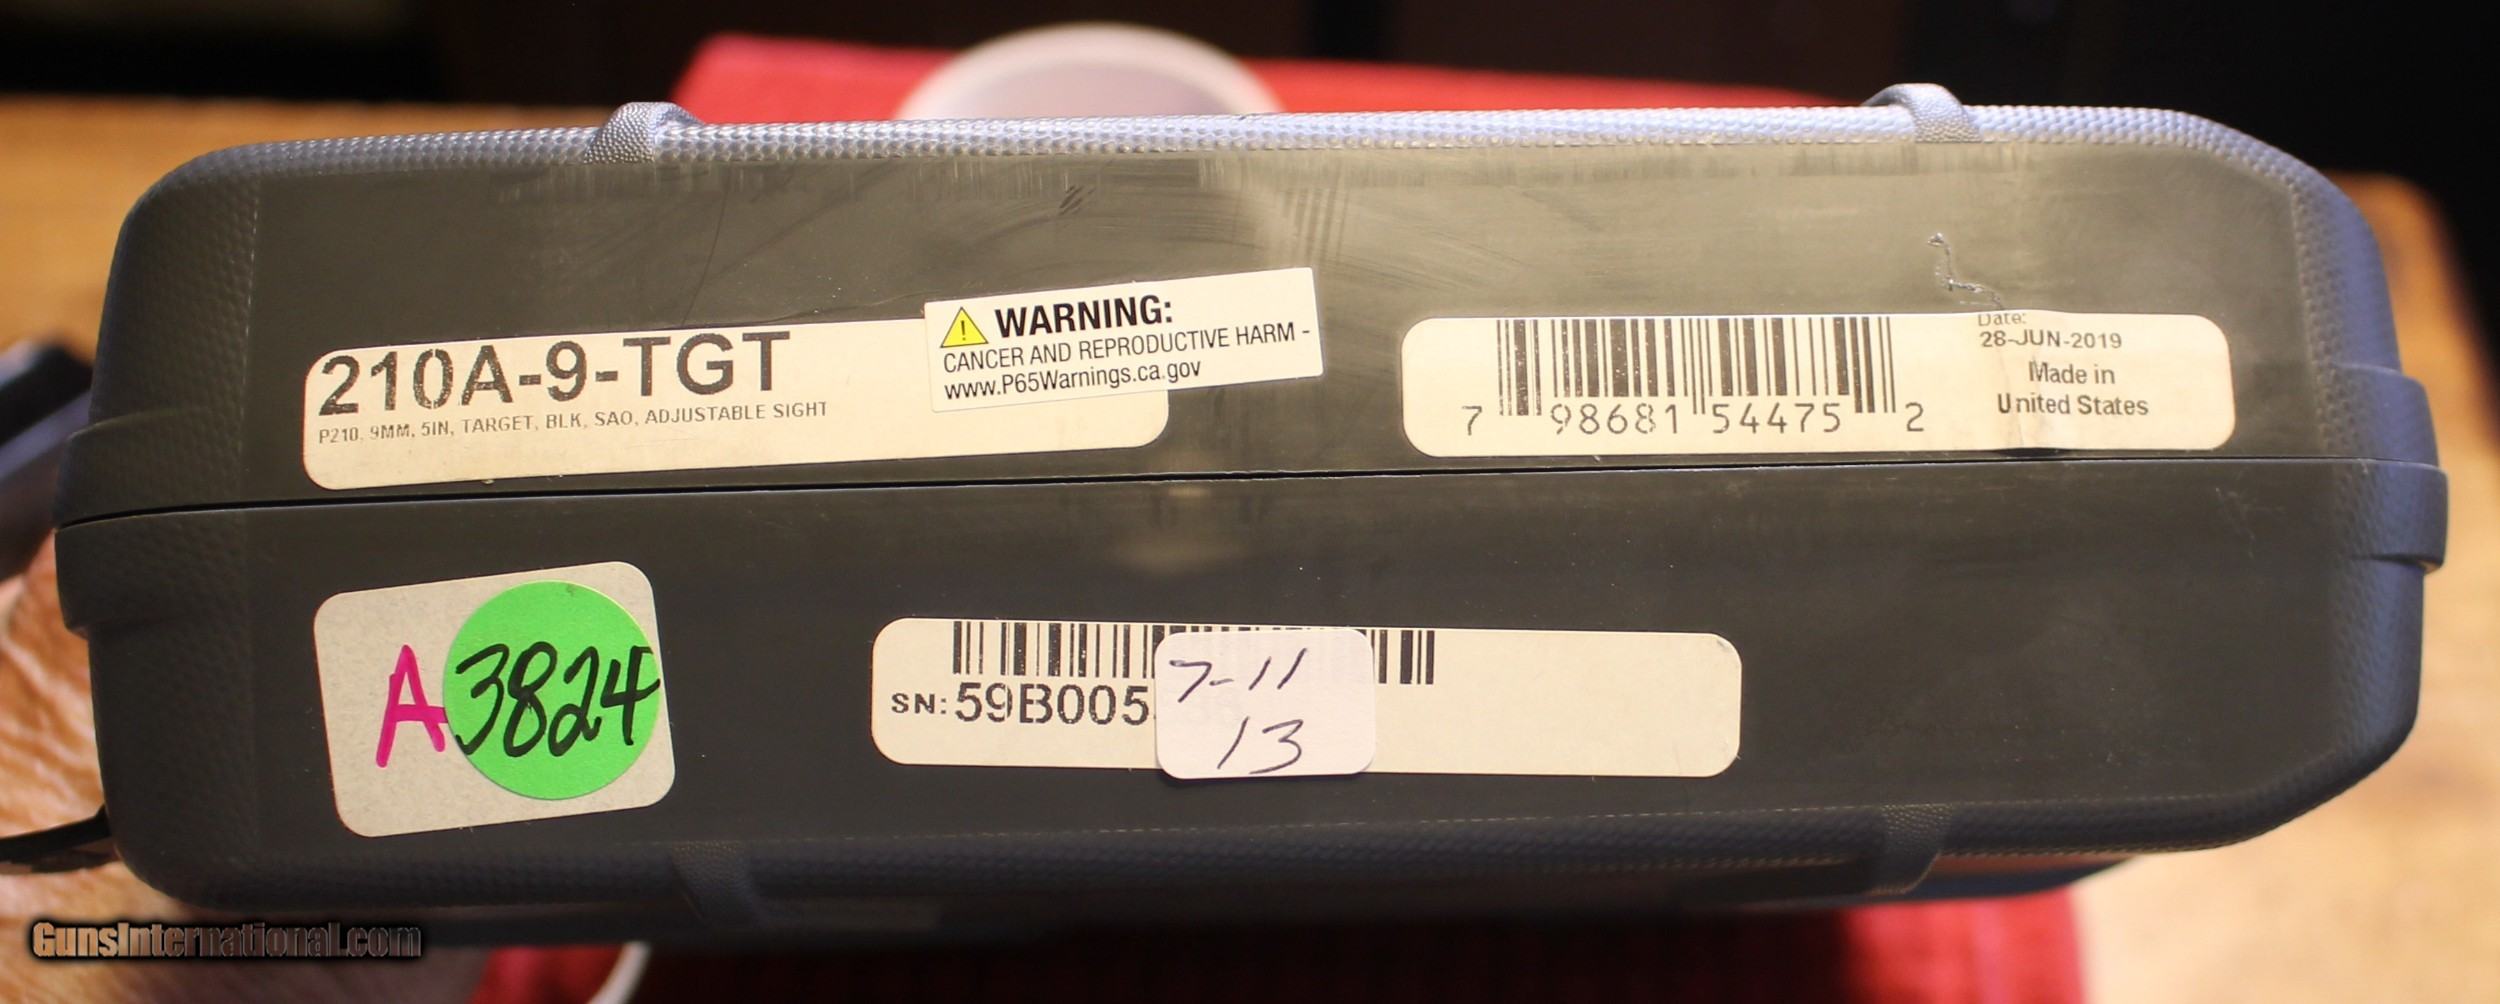 210A-9-TGT
P210, 9MM, 5IN, TARGET, BLK, SAO, ADJUSTABLE SIGHT
WARNING:
CANCER AND REPRODUCTIVE HARM -
www.P65Warnings.ca.gov
7 98681 54475 2
Date:
28-JUN-2019
Made in
United States
A 3824
SN: 59B005
7-11
13
GunsInternational.com